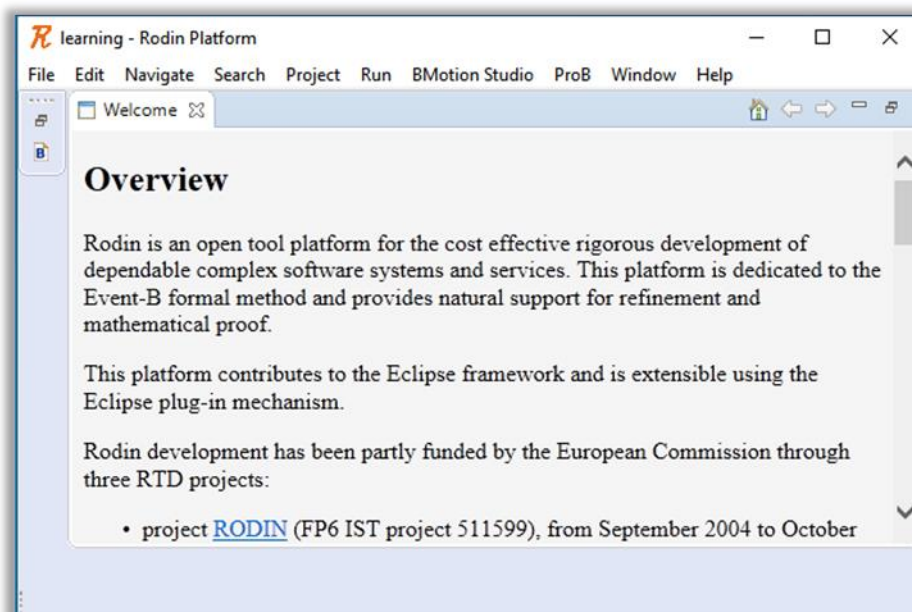 R learning - Rodin Platform
File Edit Navigate Search Project Run BMotion Studio ProB Window Help
Welcome
B
Overview
Rodin is an open tool platform for the cost effective rigorous development of
dependable complex software systems and services. This platform is dedicated to the
Event-B formal method and provides natural support for refinement and
mathematical proof.
This platform contributes to the Eclipse framework and is extensible using the
Eclipse plug-in mechanism.
Rodin development has been partly funded by the European Commission through
three RTD projects:
• project RODIN (FP6 IST project 511599), from September 2004 to October